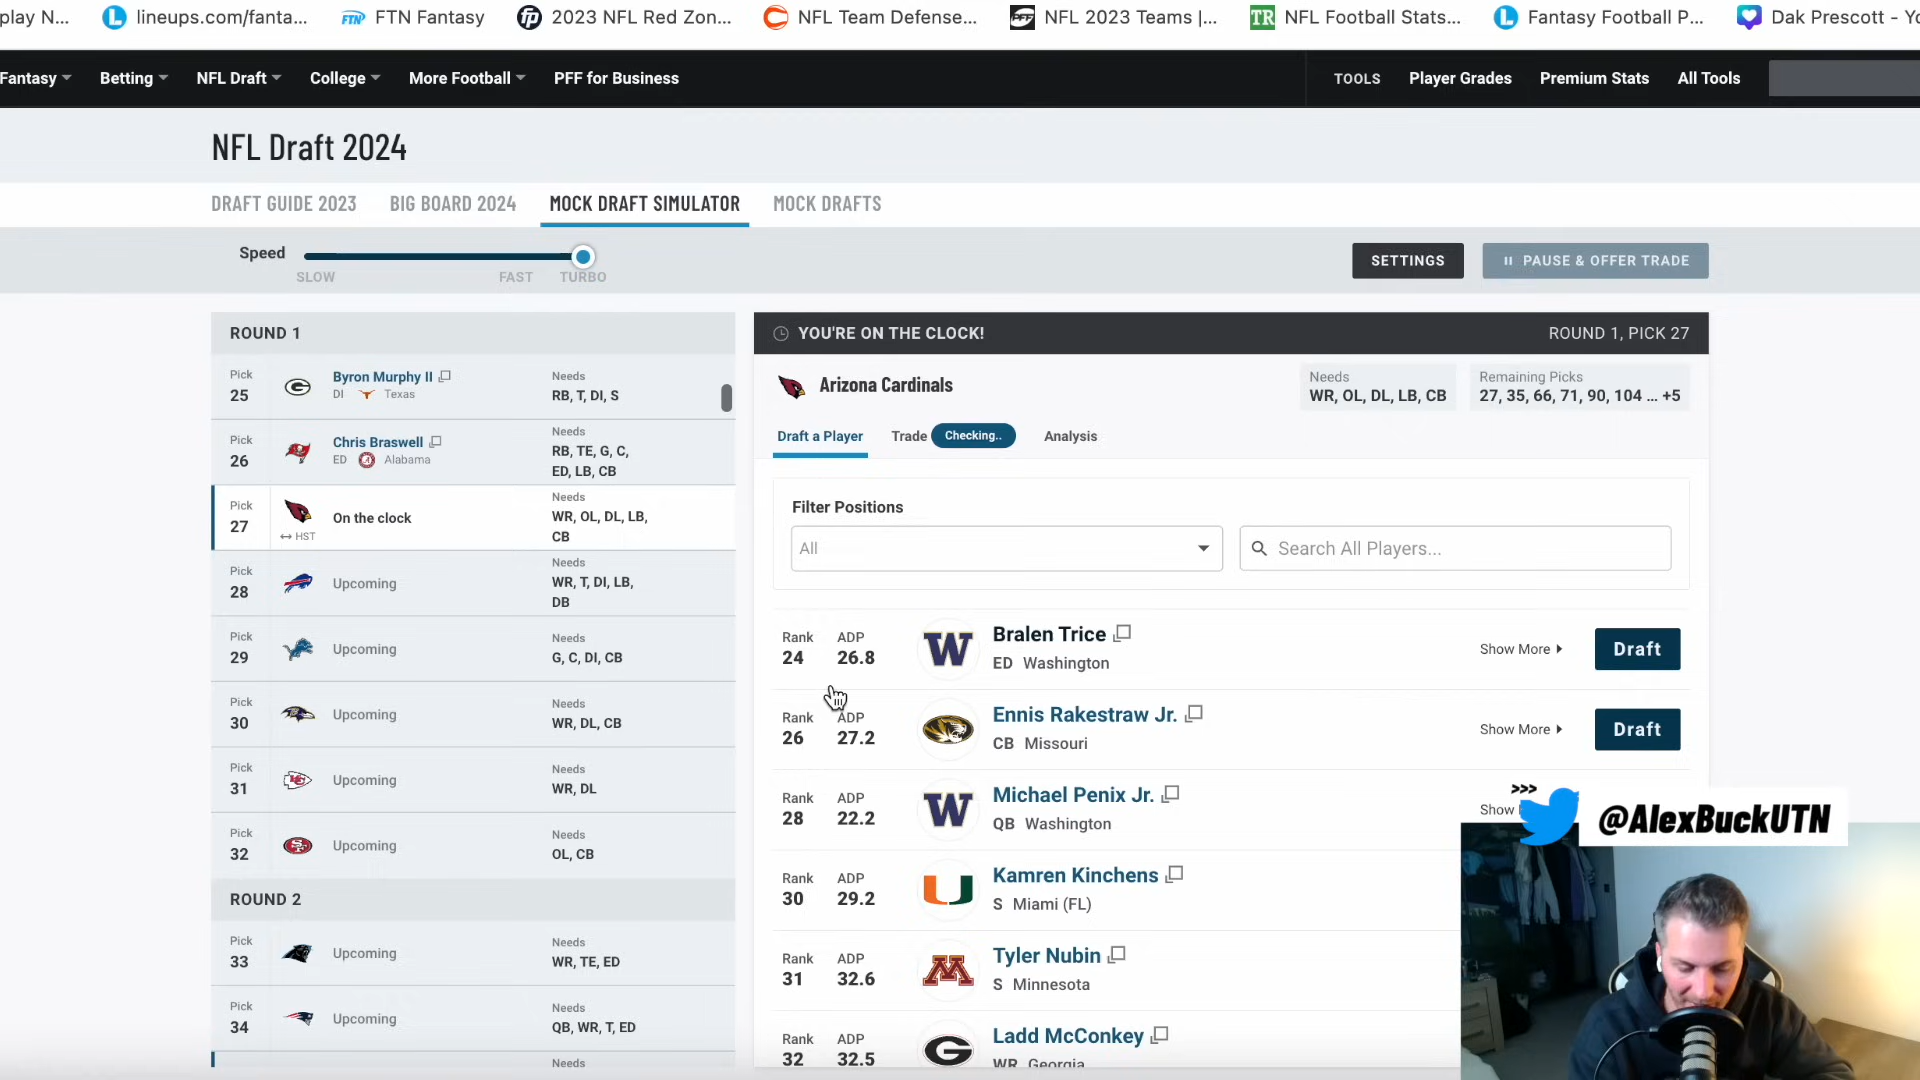 play N...
lineups.com/fanta...
FTN Fantasy
2023 NFL Red Zon...
NFL Team Defense...
NFL 2023 Teams |...
NFL Football Stats...
Fantasy Football P...
Dak Prescott - Yo
Fantasy
Betting
NFL Draft
College
More Football
PFF for Business
TOOLS
Player Grades
Premium Stats
All Tools
NFL Draft 2024
DRAFT GUIDE 2023
BIG BOARD 2024
MOCK DRAFT SIMULATOR
MOCK DRAFTS
Speed
SLOW
FAST
TURBO
SETTINGS
PAUSE & OFFER TRADE
ROUND 1
Pick
25
Byron Murphy II
DI Texas
Needs
RB, T, DI, S
Pick
26
Chris Braswell
ED Alabama
Needs
RB, TE, G, C,
ED, LB, CB
Pick
27
HST
On the clock
Needs
WR, OL, DL, LB,
CB
Pick
28
Upcoming
Needs
WR, T, DI, LB,
DB
Pick
29
Upcoming
Needs
G, C, DI, CB
Pick
30
Upcoming
Needs
WR, DL, CB
Pick
31
Upcoming
Needs
WR, DL
Pick
32
Upcoming
Needs
OL, CB
ROUND 2
Pick
33
Upcoming
Needs
WR, TE, ED
Pick
34
Upcoming
Needs
QB, WR, T, ED
Needs
YOU'RE ON THE CLOCK!
ROUND 1, PICK 27
Arizona Cardinals
Needs
WR, OL, DL, LB, CB
Remaining Picks
27, 35, 66, 71, 90, 104 ... +5
Draft a Player
Trade
Checking..
Analysis
Filter Positions
All
Search All Players...
Rank
24
ADP
26.8
Bralen Trice
ED Washington
Show More
Draft
Rank
26
ADP
27.2
Ennis Rakestraw Jr.
CB Missouri
Show More
Draft
Rank
28
ADP
22.2
Michael Penix Jr.
QB Washington
Show
>>>
@AlexBuckUTN
Rank
30
ADP
29.2
Kamren Kinchens
S Miami (FL)
Rank
31
ADP
32.6
Tyler Nubin
S Minnesota
Rank
32
ADP
32.5
Ladd McConkey
WR Georgia